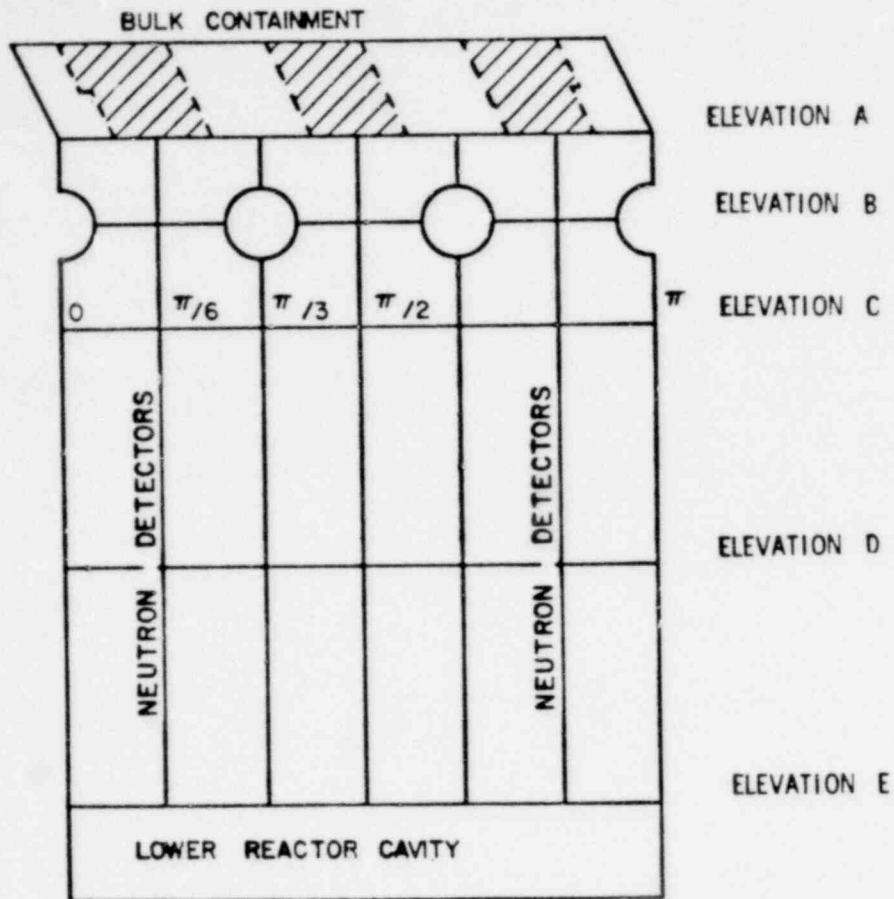 BULK CONTAINMENT
ELEVATION A
ELEVATION B
0 π/6 π/3 π/2 π
ELEVATION C
NEUTRON DETECTORS
NEUTRON DETECTORS
ELEVATION D
ELEVATION E
LOWER REACTOR CAVITY